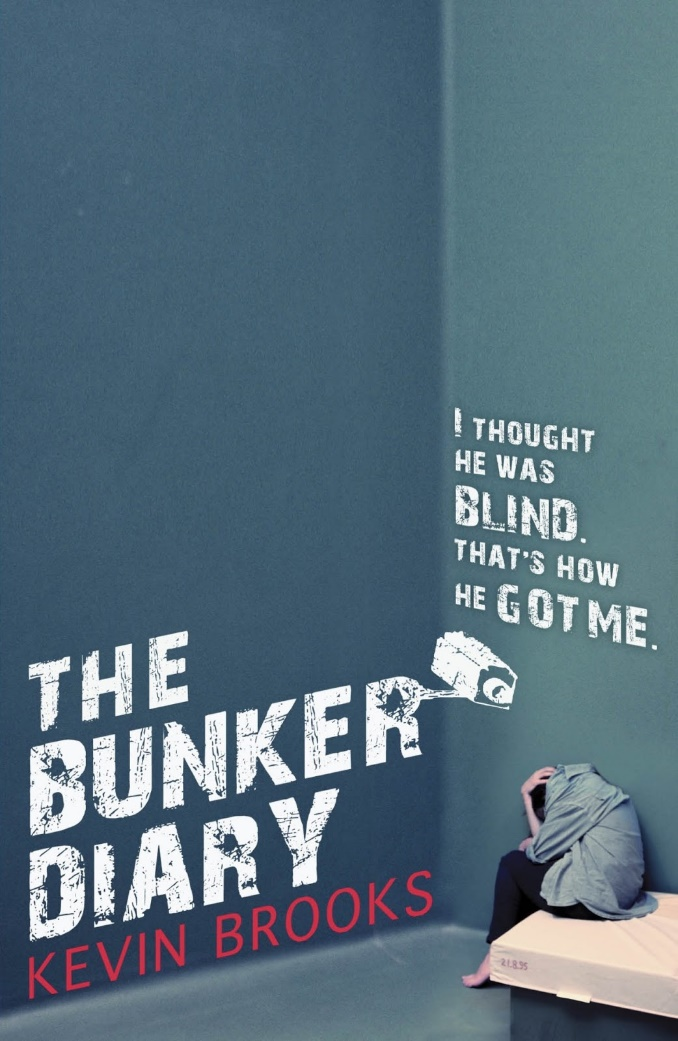 I THOUGHT
HE WAS
BLIND.
THAT'S HOW
HE GOT ME.
THE
BUNKER
DIARY
KEVIN BROOKS